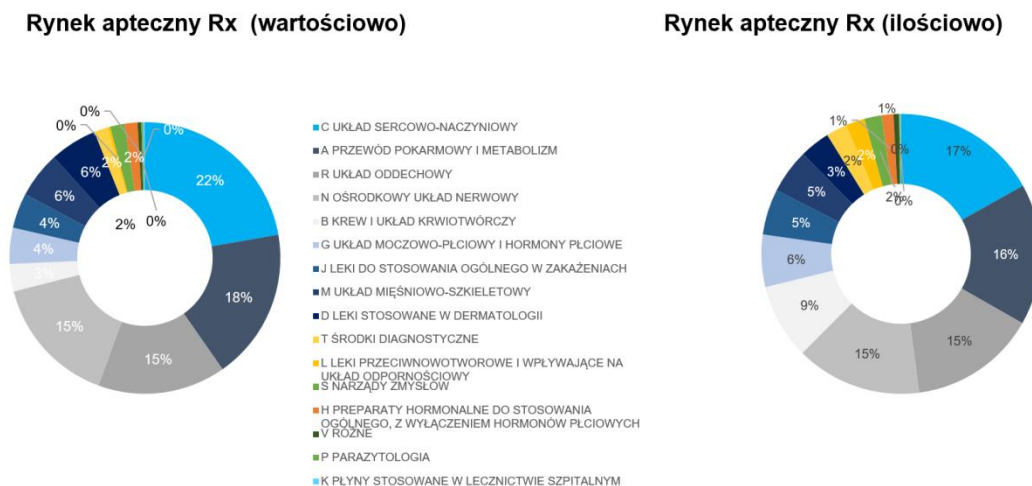 Rynek apteczny Rx (wartościowo)
Rynek apteczny Rx (ilościowo)
0%
0%
0%
2%
2%
6%
6%
4%
4%
3%
15%
15%
18%
22%
2%
0%
C UKŁAD SERCOWO-NACZYNIOWY
A PRZEWÓD POKARMOWY I METABOLIZM
R UKŁAD ODDECHOWY
N OŚRODKOWY UKŁAD NERWOWY
B KREW I UKŁAD KRWIOTWÓRCZY
G UKŁAD MOCZOWO-PŁCIOWY I HORMONY PŁCIOWE
J LEKI DO STOSOWANIA OGÓLNEGO W ZAKAŻENIACH
M UKŁAD MIĘŚNIOWO-SZKIELETOWY
D LEKI STOSOWANE W DERMATOLOGII
T ŚRODKI DIAGNOSTYCZNE
L LEKI PRZECIWNOWOTWOROWE I WPŁYWAJĄCE NA
UKŁAD ODPORNOŚCIOWY
S NARZĄDY ZMYSŁÓW
H PREPARATY HORMONALNE DO STOSOWANIA
OGÓLNEGO, Z WYŁĄCZENIEM HORMONÓW PŁCIOWYCH
V RÓŻNE
P PARAZYTOLOGIA
K PŁYNY STOSOWANE W LECZNICTWIE SZPITALNYM
1%
1%
0%
17%
2%
2%
3%
5%
5%
6%
9%
15%
15%
16%
2%
0%